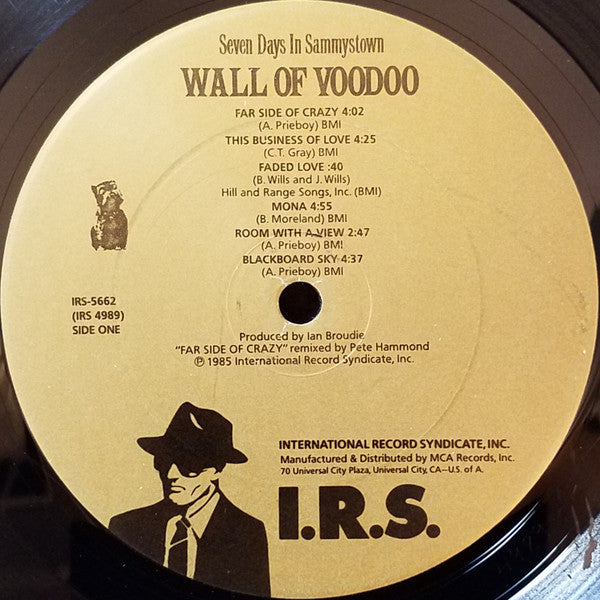 Seven Days In Sammystown
WALL OF VOODOO
FAR SIDE OF CRAZY 4:02
(A. Prieboy) BMI
THIS BUSINESS OF LOVE 4:25
(C.T. Gray) BMI
FADED LOVE :40
(B. Wills and J. Wills)
Hill and Range Songs, Inc. (BMI)
MONA 4:55
(B. Moreland) BMI
ROOM WITH A VIEW 2:47
(A. Prieboy) BMI
BLACKBOARD SKY 4:37
(A. Prieboy) BMI
IRS-5662
(IRS 4989)
SIDE ONE
Produced by Ian Broudie
"FAR SIDE OF CRAZY" remixed by Pete Hammond
℗ 1985 International Record Syndicate, Inc.
INTERNATIONAL RECORD SYNDICATE, INC.
Manufactured & Distributed by MCA Records, Inc.
70 Universal City Plaza, Universal City, CA—U.S. of A.
I.R.S.